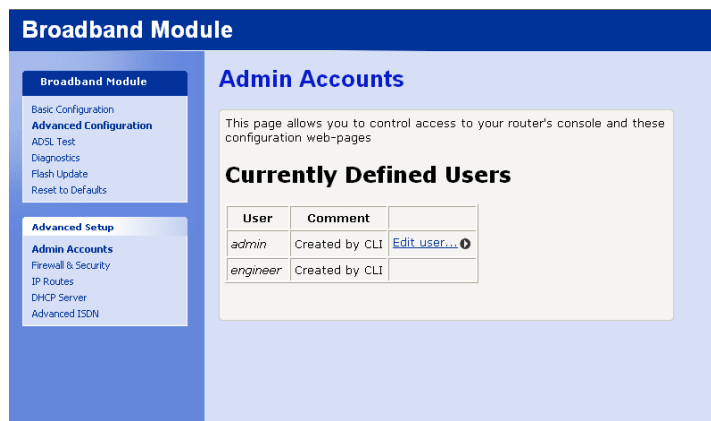 Broadband Module
Broadband Module
Basic Configuration
Advanced Configuration
ADSL Test
Diagnostics
Flash Update
Reset to Defaults
Advanced Setup
Admin Accounts
Firewall & Security
IP Routes
DHCP Server
Advanced ISDN
Admin Accounts
This page allows you to control access to your router's console and these
configuration web-pages
Currently Defined Users
User Comment
admin Created by CLI Edit user...
engineer Created by CLI